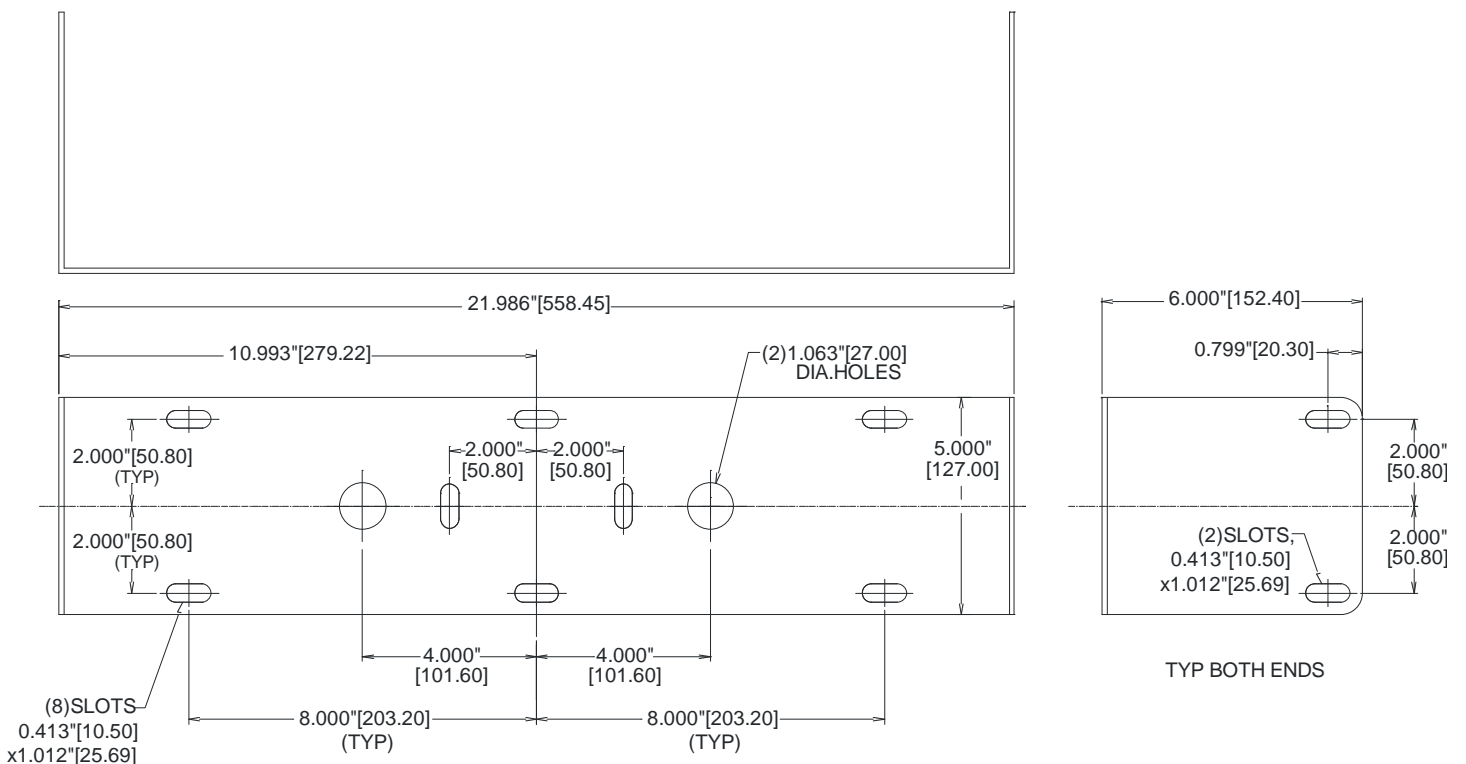 21.986"[558.45]
6.000"[152.40]
10.993"[279.22]
(2)1.063"[27.00]
DIA.HOLES
0.799"[20.30]
2.000"[50.80]
(TYP)
2.000"
[50.80]
2.000"
[50.80]
5.000"
[127.00]
2.000"
[50.80]
2.000"[50.80]
(TYP)
(2)SLOTS,
0.413"[10.50]
x1.012"[25.69]
2.000"
[50.80]
4.000"
[101.60]
4.000"
[101.60]
TYP BOTH ENDS
(8)SLOTS
0.413"[10.50]
x1.012"[25.69]
8.000"[203.20]
(TYP)
8.000"[203.20]
(TYP)